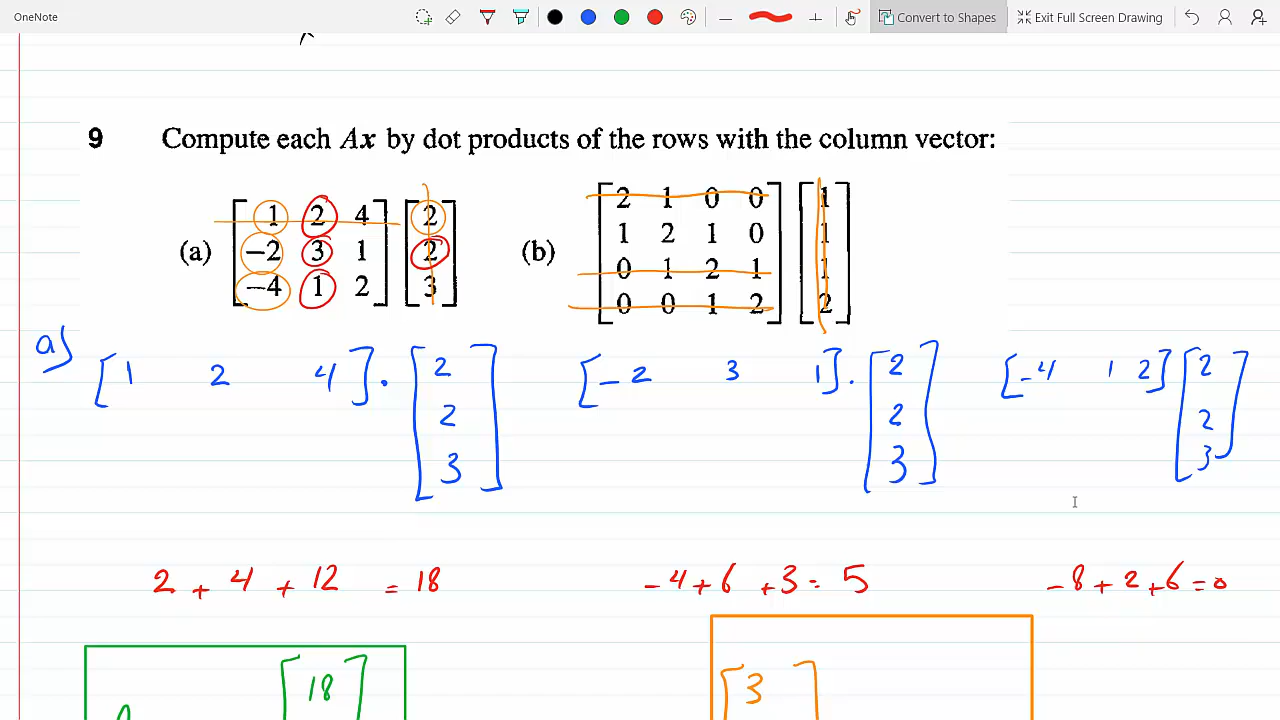 OneNote
Convert to Shapes
Exit Full Screen Drawing
9 Compute each Ax by dot products of the rows with the column vector:
(a) [1 2 4] [2]
[-2 3 1] [2]
[-4 1 2] [3]
(b) [2 1 0 0] [1]
[1 2 1 0] [1]
[0 1 2 1] [1]
[0 0 1 2] [2]
a)
[1 2 4] · [2 2 3]
[-2 3 1] · [2 2 3]
[-4 1 2] [2 2 3]
2 + 4 + 12 = 18
-4 + 6 + 3 = 5
-8 + 2 + 6 = 0
[18]
[3 ]